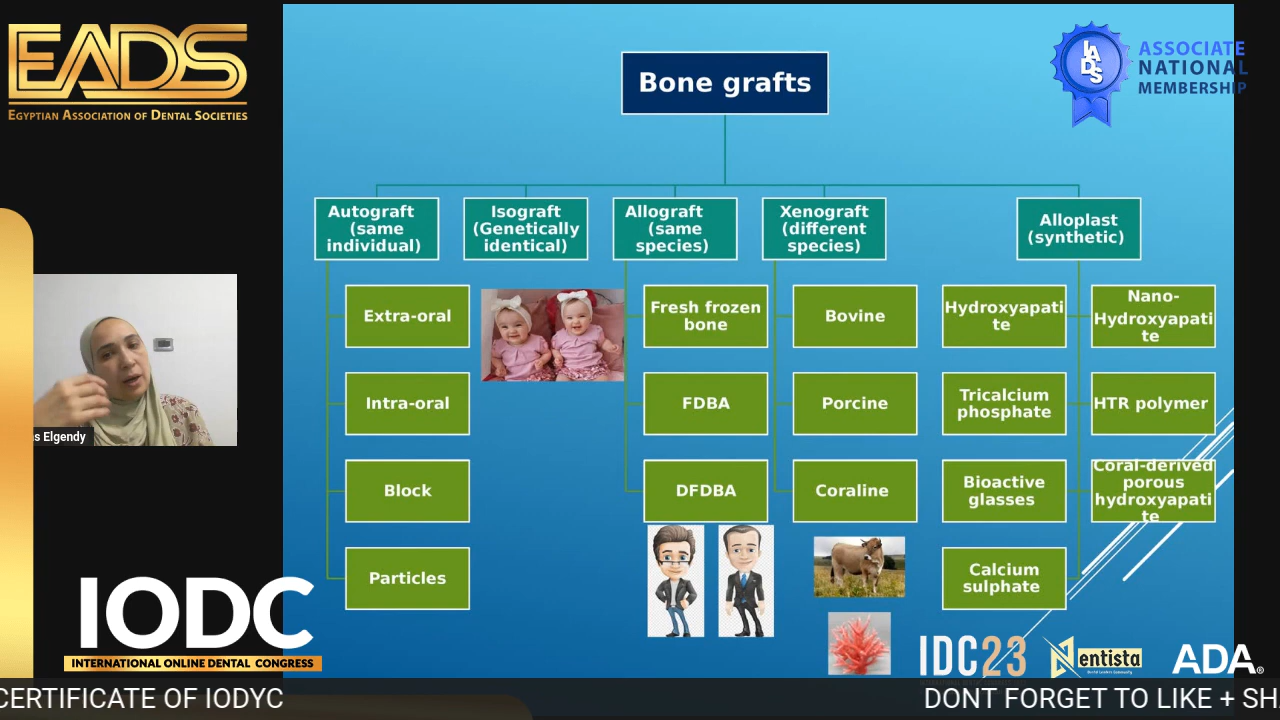 EADS
EGYPTIAN ASSOCIATION OF DENTAL SOCIETIES
IADS
ASSOCIATE
NATIONAL
MEMBERSHIP
Bone grafts
Autograft
(same
individual)
Isograft
(Genetically
identical)
Allograft
(same
species)
Xenograft
(different
species)
Alloplast
(synthetic)
Extra-oral
Fresh frozen
bone
Bovine
Hydroxyapati
te
Nano-
Hydroxyapati
te
Intra-oral
FDBA
Porcine
Tricalcium
phosphate
HTR polymer
Block
DFDBA
Coraline
Bioactive
glasses
Coral-derived
porous
hydroxyapati
te
Particles
Calcium
sulphate
as Elgendy
IODC
INTERNATIONAL ONLINE DENTAL CONGRESS
IDC23
Dentista
ADA
CERTIFICATE OF IODYC
DONT FORGET TO LIKE + SH